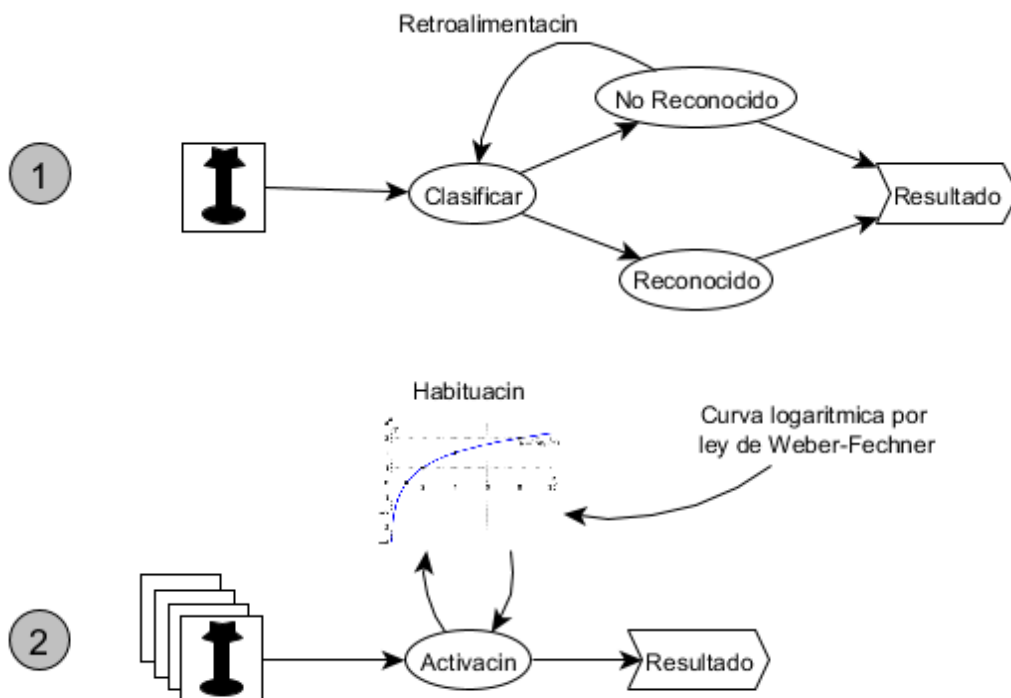 Retroalimentacin
No Reconocido
1
Clasificar
Resultado
Reconocido
Habituacin
Curva logaritmica por
ley de Weber-Fechner
2
Activacin
Resultado